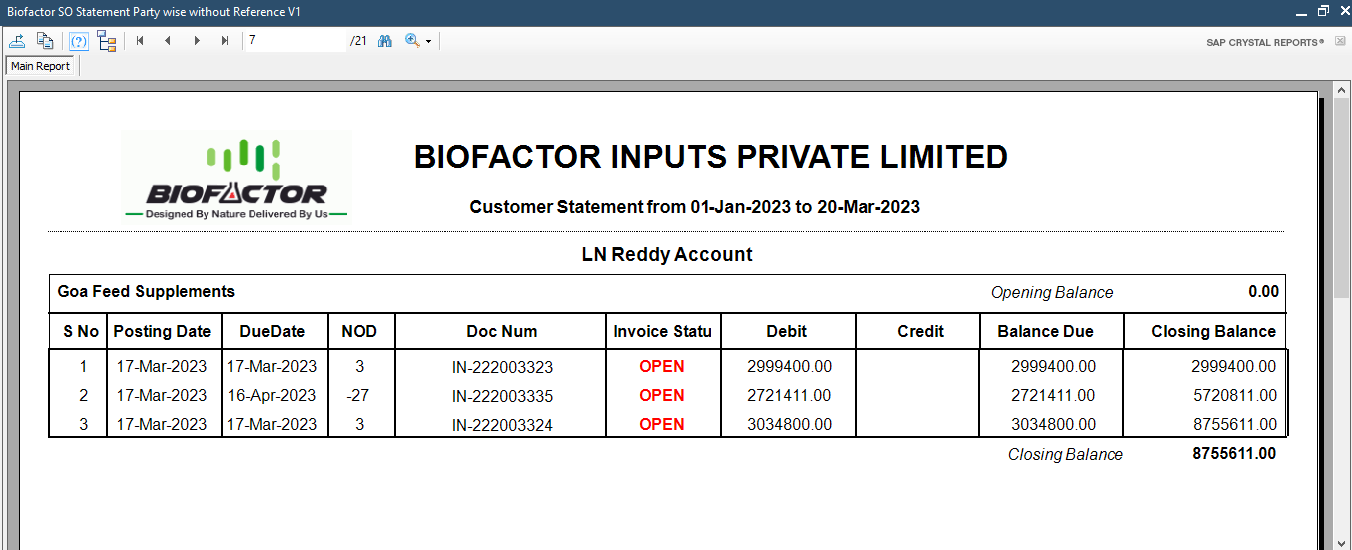 Biofactor SO Statement Party wise without Reference V1
7 /21 SAP CRYSTAL REPORTS®
Main Report
BIOFACTOR
Designed By Nature Delivered By Us
BIOFACTOR INPUTS PRIVATE LIMITED
Customer Statement from 01-Jan-2023 to 20-Mar-2023
LN Reddy Account
Goa Feed Supplements Opening Balance 0.00
S No Posting Date DueDate NOD Doc Num Invoice Statu Debit Credit Balance Due Closing Balance
1 17-Mar-2023 17-Mar-2023 3 IN-222003323 OPEN 2999400.00 2999400.00 2999400.00
2 17-Mar-2023 16-Apr-2023 -27 IN-222003335 OPEN 2721411.00 2721411.00 5720811.00
3 17-Mar-2023 17-Mar-2023 3 IN-222003324 OPEN 3034800.00 3034800.00 8755611.00
Closing Balance 8755611.00